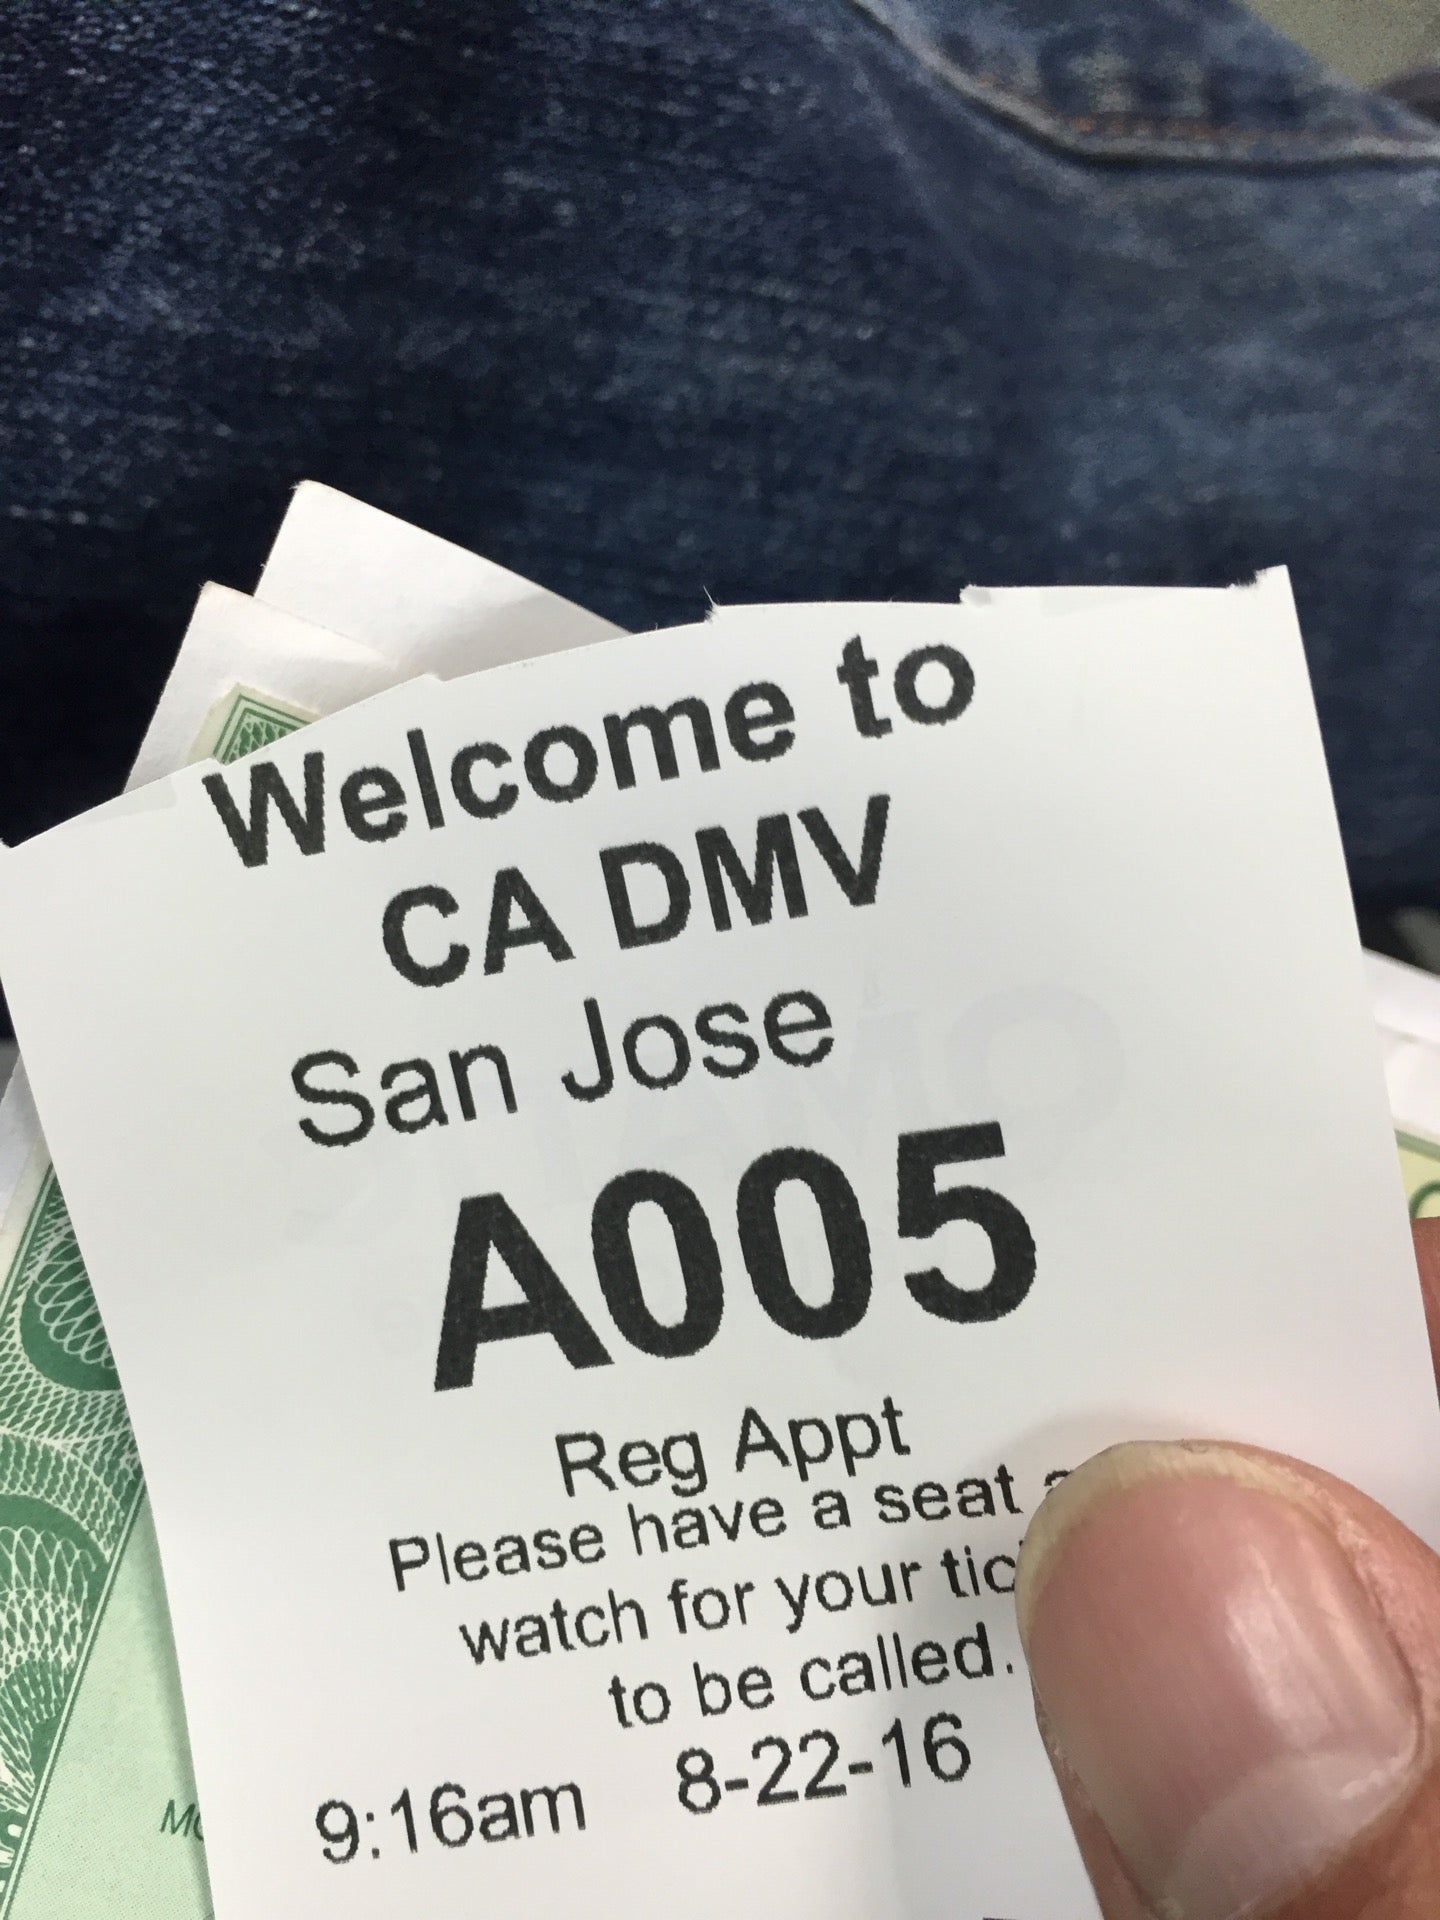 Welcome to
CA DMV
San Jose
A005
Reg Appt
Please have a seat
watch for your
to be called.
9:16am 8-22-16